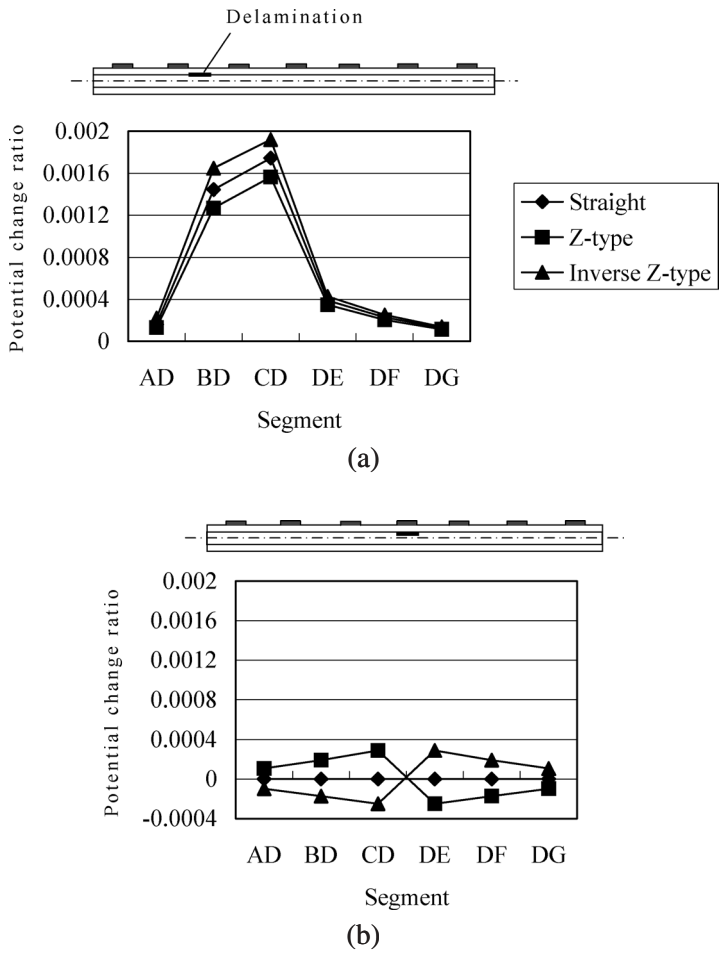 Delamination
Potential change ratio
0.002
0.0016
0.0012
0.0008
0.0004
0
AD BD CD DE DF DG
Segment
Straight
Z-type
Inverse Z-type
(a)
Potential change ratio
0.002
0.0016
0.0012
0.0008
0.0004
0
-0.0004
AD BD CD DE DF DG
Segment
(b)